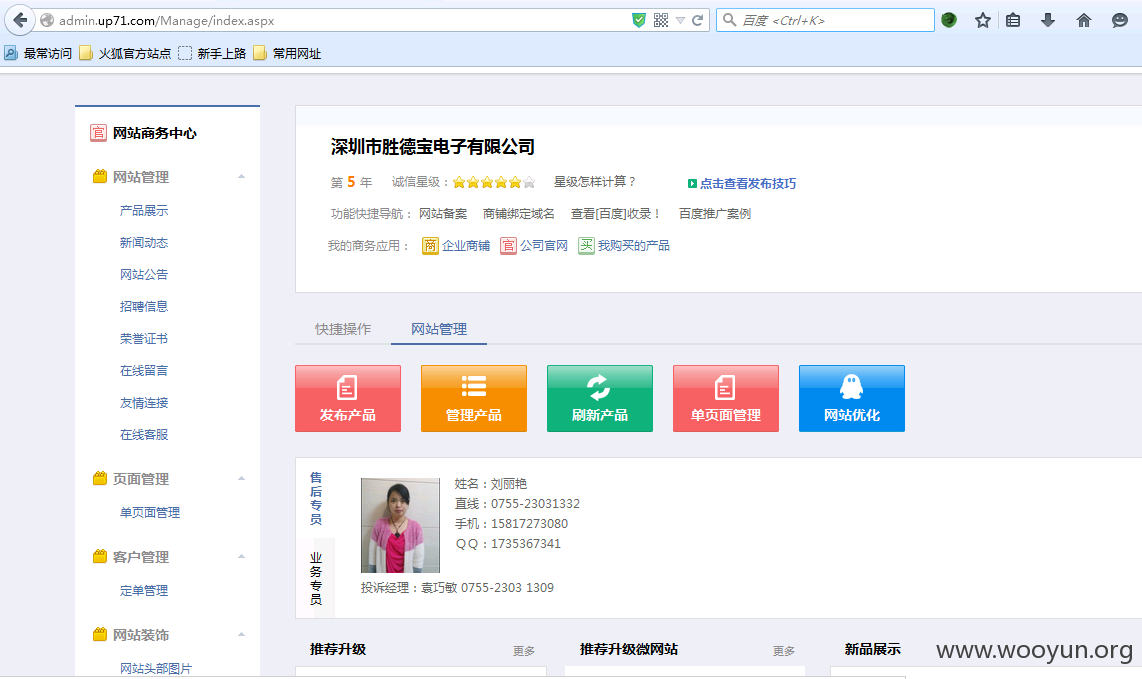 admin.up71.com/Manage/index.aspx
百度 <Ctrl+K>
最常访问 火狐官方站点 新手上路 常用网址
官 网站商务中心
网站管理
产品展示
新闻动态
网站公告
招聘信息
荣誉证书
在线留言
友情连接
在线客服
页面管理
单页面管理
客户管理
定单管理
网站装饰
网站头部图片
深圳市胜德宝电子有限公司
第 5 年 诚信星级: 星级怎样计算? 点击查看发布技巧
功能快捷导航: 网站备案 商铺绑定域名 查看[百度]收录! 百度推广案例
我的商务应用: 商 企业商铺 官 公司官网 买 我购买的产品
快捷操作 网站管理
发布产品 管理产品 刷新产品 单页面管理 网站优化
售后专员
业务专员
姓名:刘丽艳
直线:0755-23031332
手机:15817273080
QQ:1735367341
投诉经理:袁巧敏 0755-2303 1309
推荐升级 更多 推荐升级微网站 更多 新品展示
www.wooyun.org